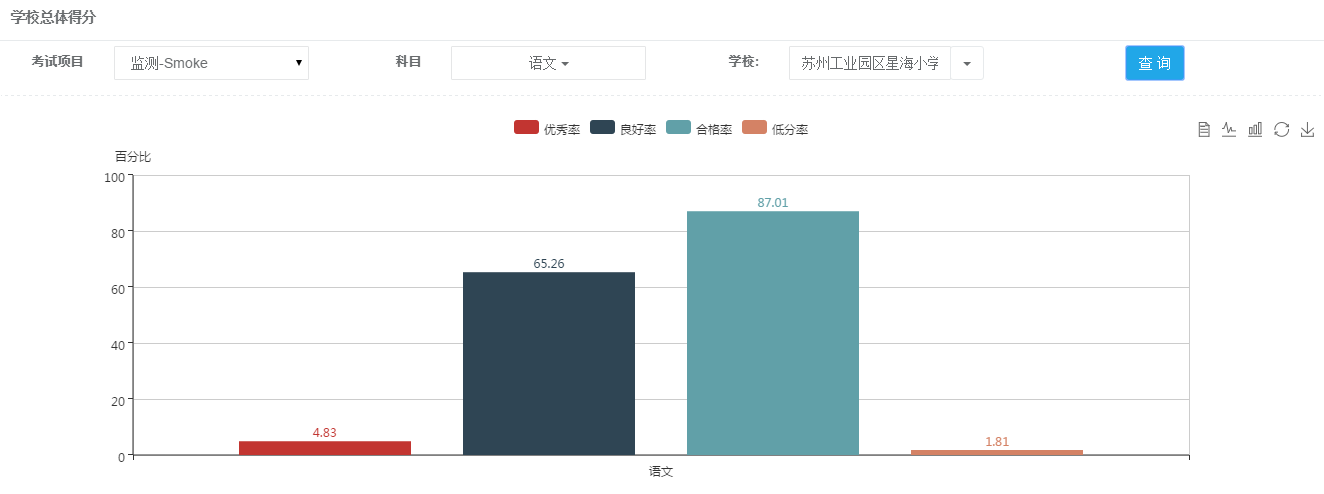 学校总体得分
考试项目 监测-Smoke 科目 语文 学校: 苏州工业园区星海小学 查 询
优秀率 良好率 合格率 低分率
百分比
100
87.01
80
65.26
60
40
20
4.83
1.81
0
语文